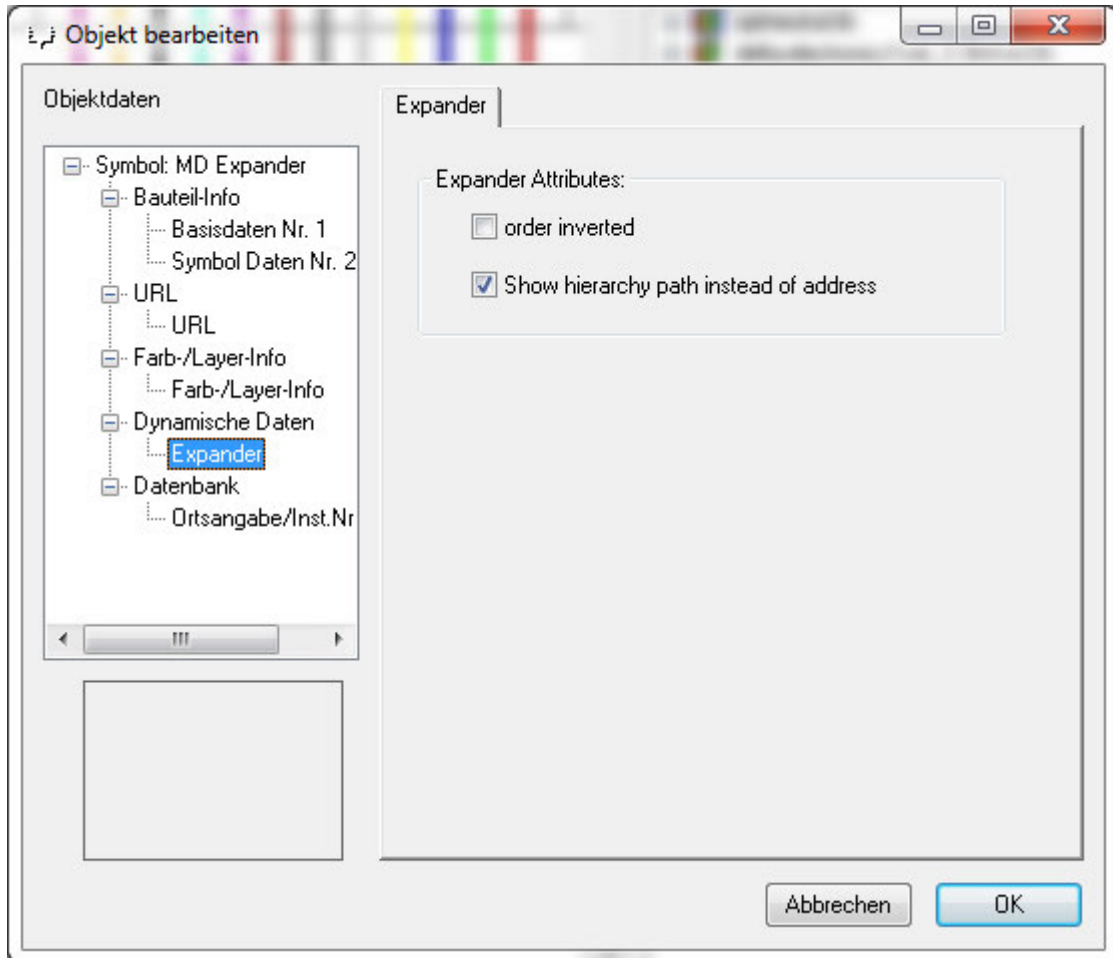 Objekt bearbeiten
Objektdaten
Expander
Symbol: MD Expander
Bauteil-Info
Basisdaten Nr. 1
Symbol Daten Nr. 2
URL
URL
Farb-/Layer-Info
Farb-/Layer-Info
Dynamische Daten
Expander
Datenbank
Ortsangabe/Inst.Nr
Expander Attributes:
order inverted
Show hierarchy path instead of address
Abbrechen
OK